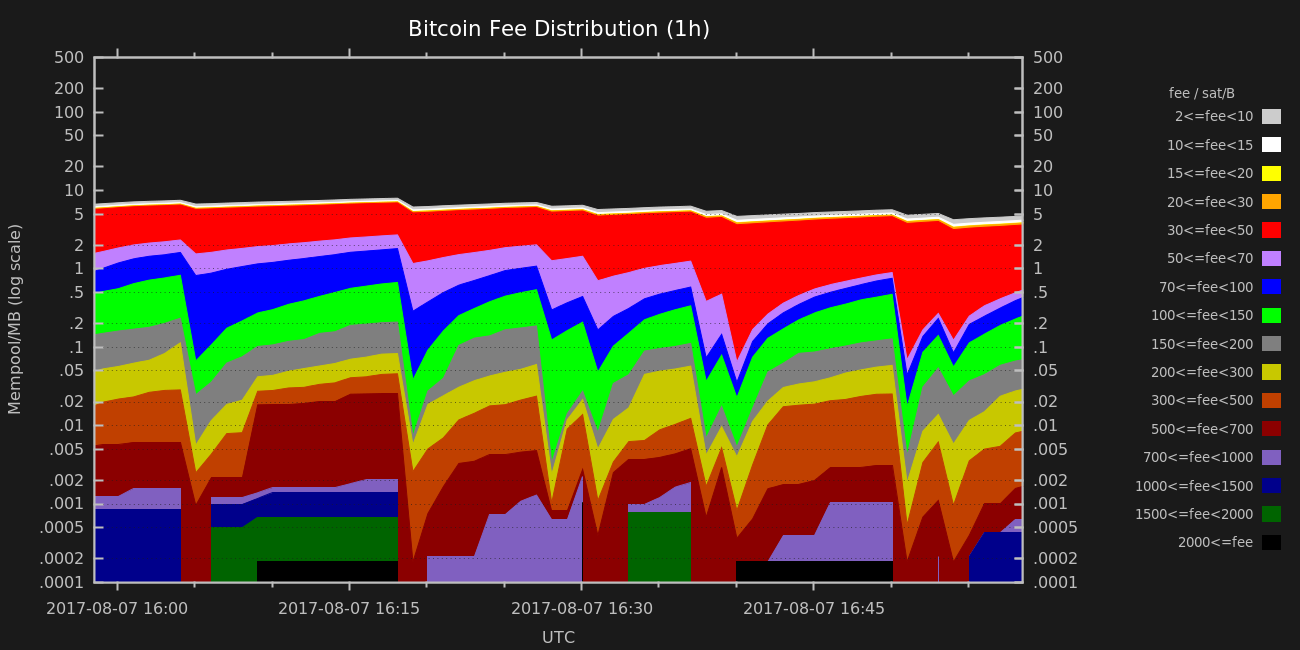 Bitcoin Fee Distribution (1h)
500 500
200 200
100 100
50 50
20 20
10 10
5 5
2 2
1 1
.5 .5
.2 .2
.1 .1
.05 .05
.02 .02
.01 .01
.005 .005
.002 .002
.001 .001
.0005 .0005
.0002 .0002
.0001 .0001
Mempool/MB (log scale)
2017-08-07 16:00 2017-08-07 16:15 2017-08-07 16:30 2017-08-07 16:45
UTC
fee / sat/B
2<=fee<10
10<=fee<15
15<=fee<20
20<=fee<30
30<=fee<50
50<=fee<70
70<=fee<100
100<=fee<150
150<=fee<200
200<=fee<300
300<=fee<500
500<=fee<700
700<=fee<1000
1000<=fee<1500
1500<=fee<2000
2000<=fee